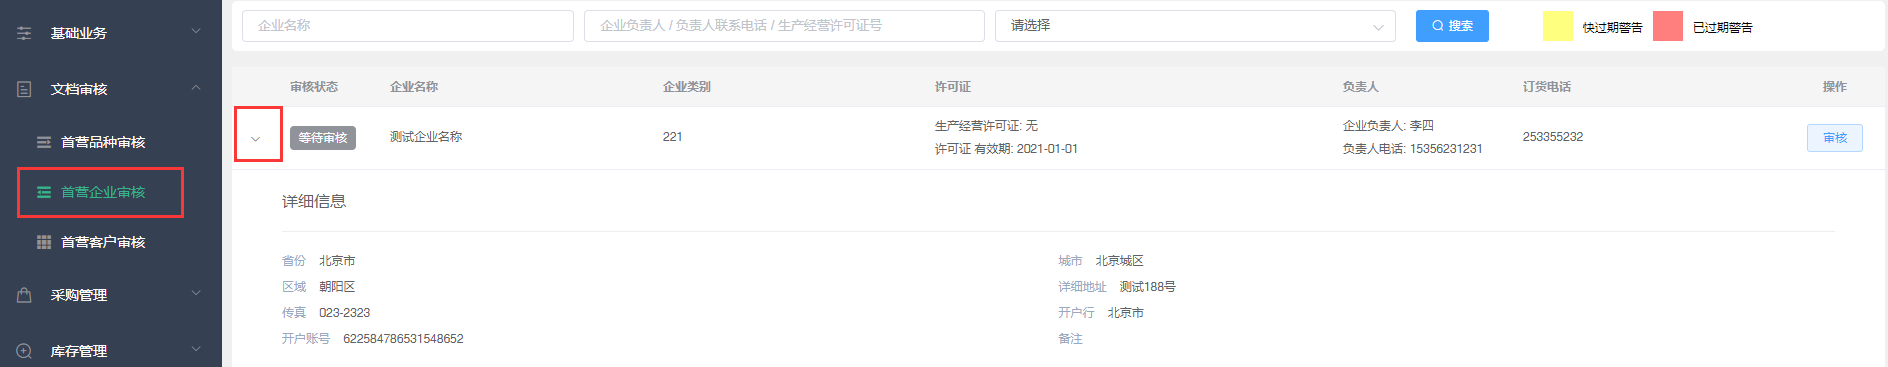 基础业务
文档审核
首营品种审核
首营企业审核
首营客户审核
采购管理
库存管理
企业名称 企业负责人 / 负责人联系电话 / 生产经营许可证号 请选择 搜索 快过期警告 已过期警告
审核状态 企业名称 企业类别 许可证 负责人 订货电话 操作
等待审核 测试企业名称 221 生产经营许可证: 无 企业负责人: 李四 253355232 审核
许可证 有效期: 2021-01-01 负责人电话: 15356231231
详细信息
省份 北京市 城市 北京城区
区域 朝阳区 详细地址 测试188号
传真 023-2323 开户行 北京市
开户账号 622584786531548652 备注